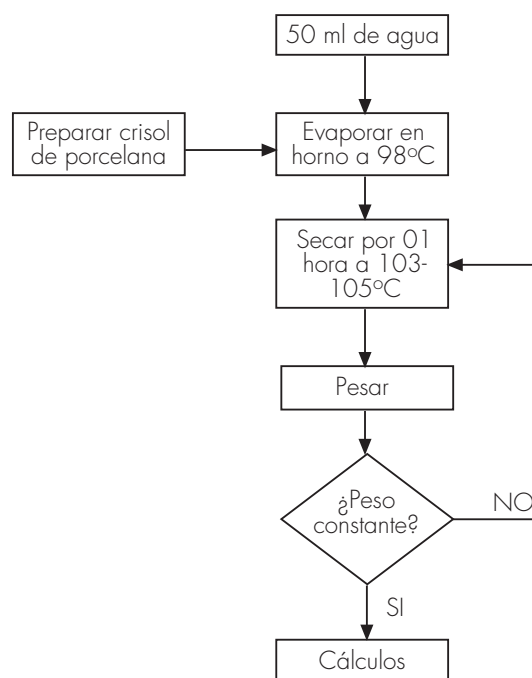 50 ml de agua
Preparar crisol
de porcelana
Evaporar en
horno a 98ºC
Secar por 01
hora a 103-
105ºC
Pesar
¿Peso
constante?
NO
SI
Cálculos